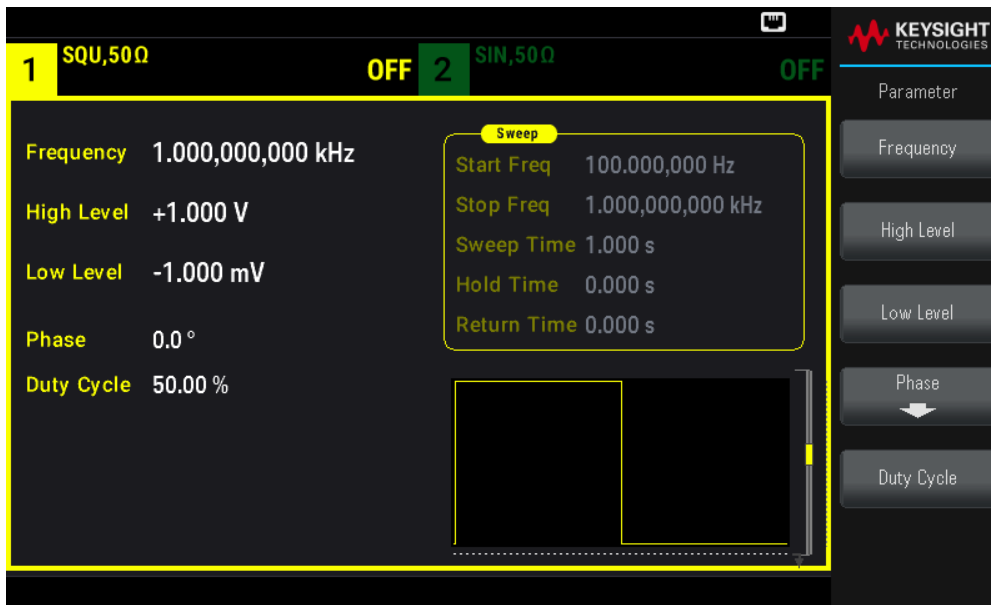 KEYSIGHT
TECHNOLOGIES
1 SQU,50Ω OFF 2 SIN,50Ω OFF
Parameter
Frequency 1.000,000,000 kHz
High Level +1.000 V
Low Level -1.000 mV
Phase 0.0 °
Duty Cycle 50.00 %
Sweep
Start Freq 100.000,000 Hz
Stop Freq 1.000,000,000 kHz
Sweep Time 1.000 s
Hold Time 0.000 s
Return Time 0.000 s
Frequency
High Level
Low Level
Phase
Duty Cycle